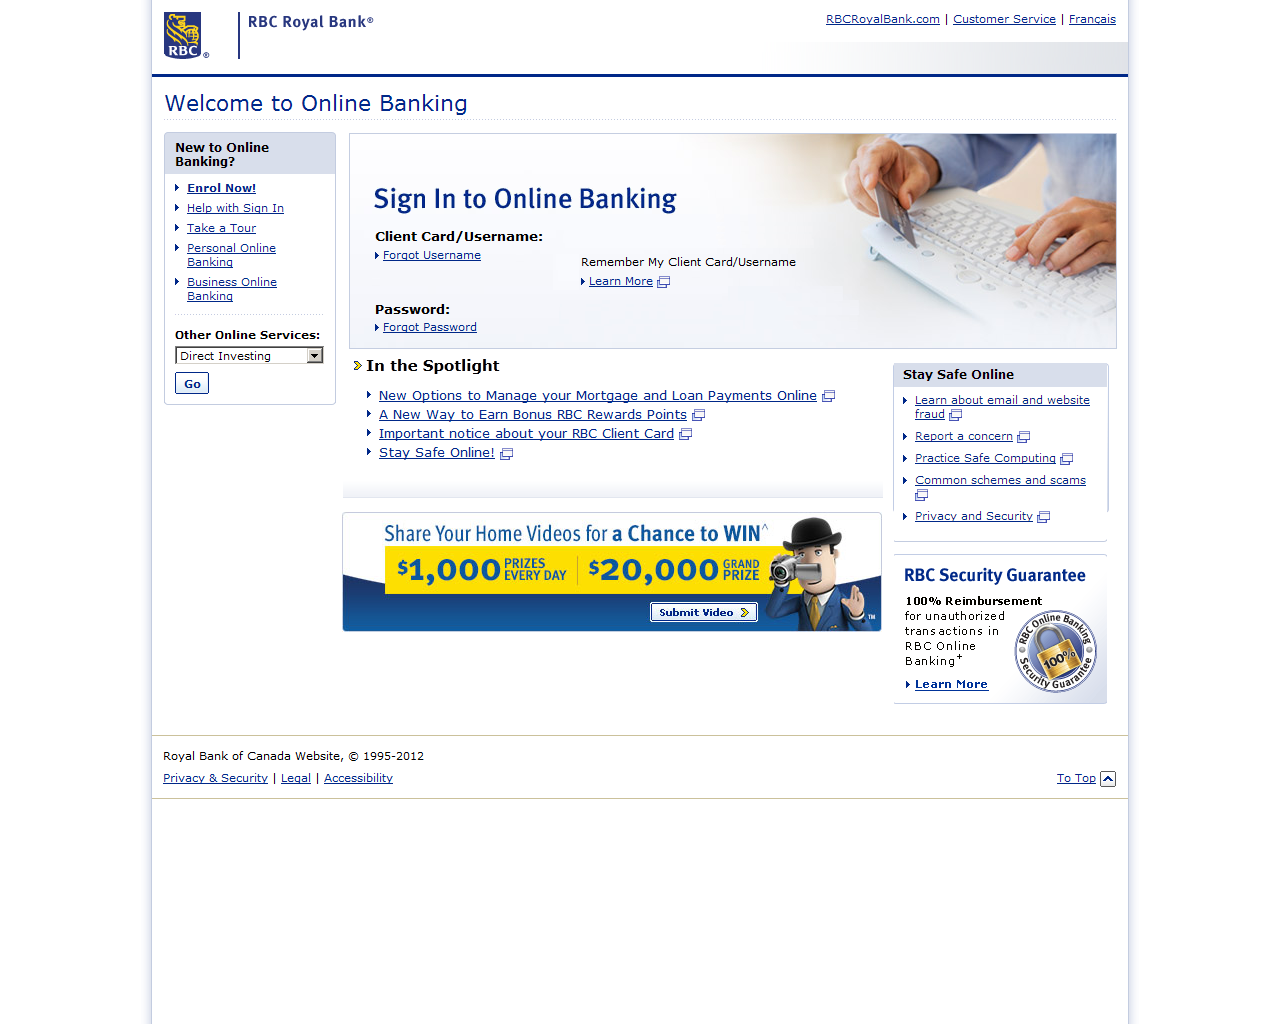 RBC ®
RBC Royal Bank®
RBCRoyalBank.com | Customer Service | Français
Welcome to Online Banking
New to Online
Banking?
Enrol Now!
Help with Sign In
Take a Tour
Personal Online
Banking
Business Online
Banking
Other Online Services:
Direct Investing
Go
Sign In to Online Banking
Client Card/Username:
Forgot Username
Remember My Client Card/Username
Learn More
Password:
Forgot Password
In the Spotlight
New Options to Manage your Mortgage and Loan Payments Online
A New Way to Earn Bonus RBC Rewards Points
Important notice about your RBC Client Card
Stay Safe Online!
Share Your Home Videos for a Chance to WIN^
$1,000 PRIZES
EVERY DAY
$20,000 GRAND
PRIZE
Submit Video
TM
Stay Safe Online
Learn about email and website
fraud
Report a concern
Practice Safe Computing
Common schemes and scams
Privacy and Security
RBC Security Guarantee
100% Reimbursement
for unauthorized
transactions in
RBC Online
Banking+
Learn More
RBC Online Banking
100%
Security Guarantee
Royal Bank of Canada Website, © 1995-2012
Privacy & Security | Legal | Accessibility
To Top